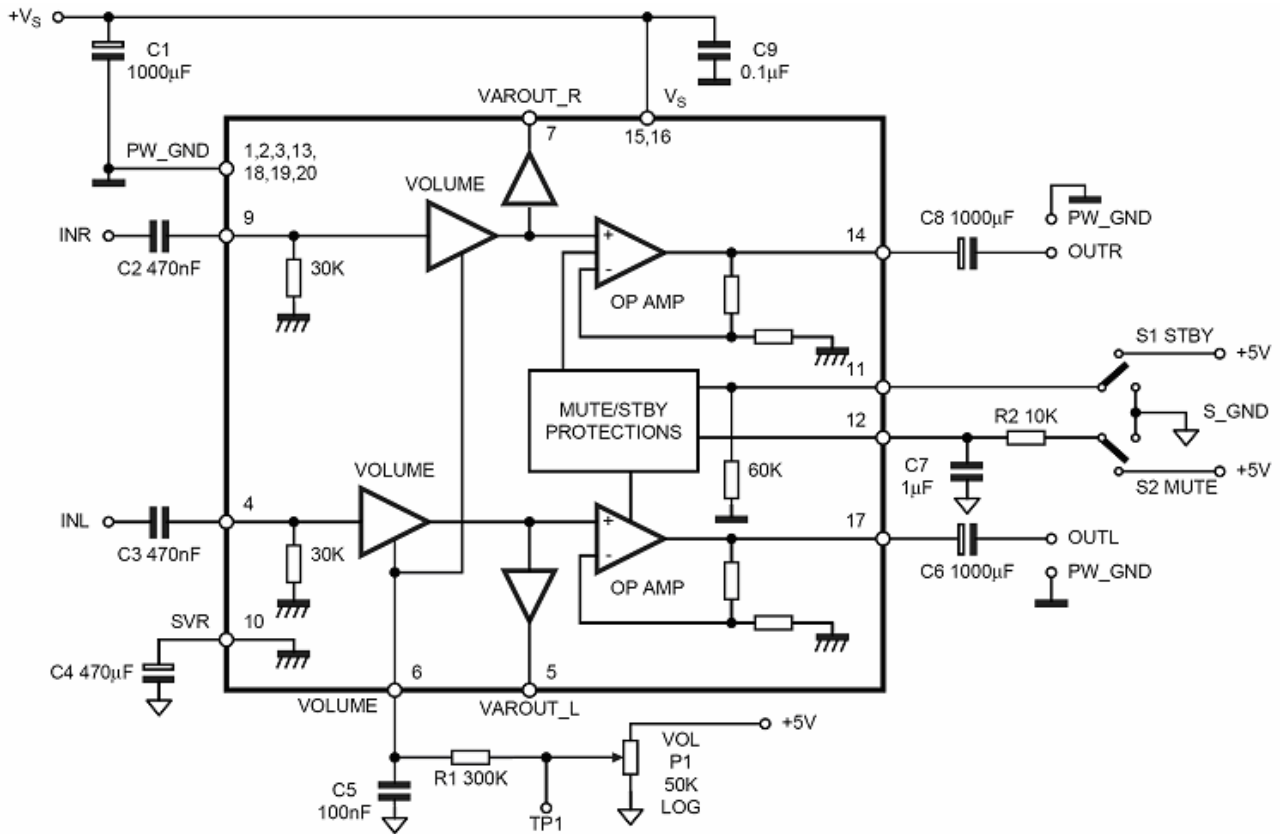 +VS
C1
1000µF
C9
0.1µF
VAROUT_R
VS
7
15,16
PW_GND
1,2,3,13,
18,19,20
VOLUME
INR
9
C2 470nF
30K
+
-
OP AMP
14
C8 1000µF
PW_GND
OUTR
S1 STBY
+5V
11
MUTE/STBY
PROTECTIONS
12
R2 10K
S_GND
C7
1µF
60K
S2 MUTE
+5V
VOLUME
INL
4
C3 470nF
30K
+
-
OP AMP
17
C6 1000µF
OUTL
PW_GND
SVR
10
C4 470µF
6
5
VOLUME
VAROUT_L
+5V
VOL
P1
50K
LOG
R1 300K
C5
100nF
TP1